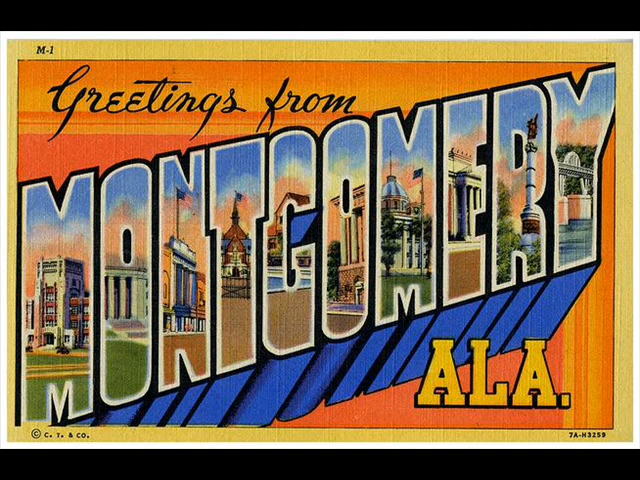 M-1
Greetings from
MONTGOMERY
ALA.
© C. T. & CO.
7A-H3259